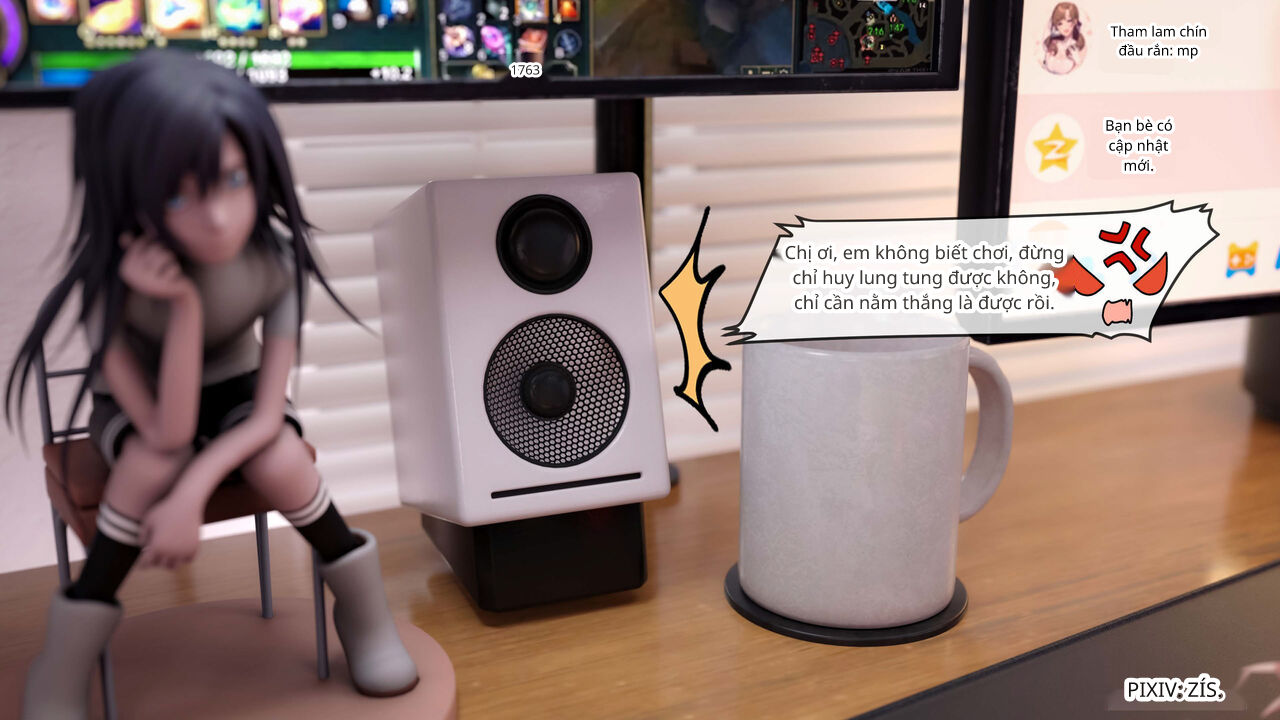 1763
Tham lam chín
đầu rắn: mp
Bạn bè có
cập nhật
mới.
Chị ơi, em không biết chơi, đừng
chỉ huy lung tung được không,
chỉ cần nằm thắng là được rồi.
PIXIV: ZÍS,